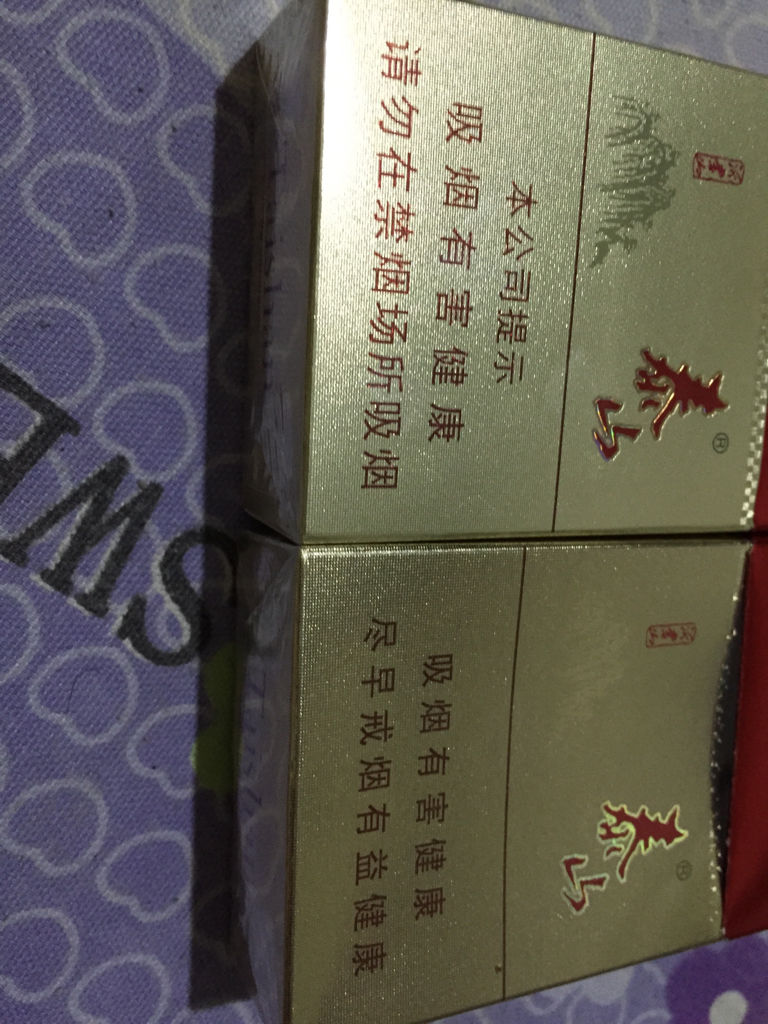 泰山
®
本公司提示
吸烟有害健康
请勿在禁烟场所吸烟
泰山
®
吸烟有害健康
尽早戒烟有益健康
SWE